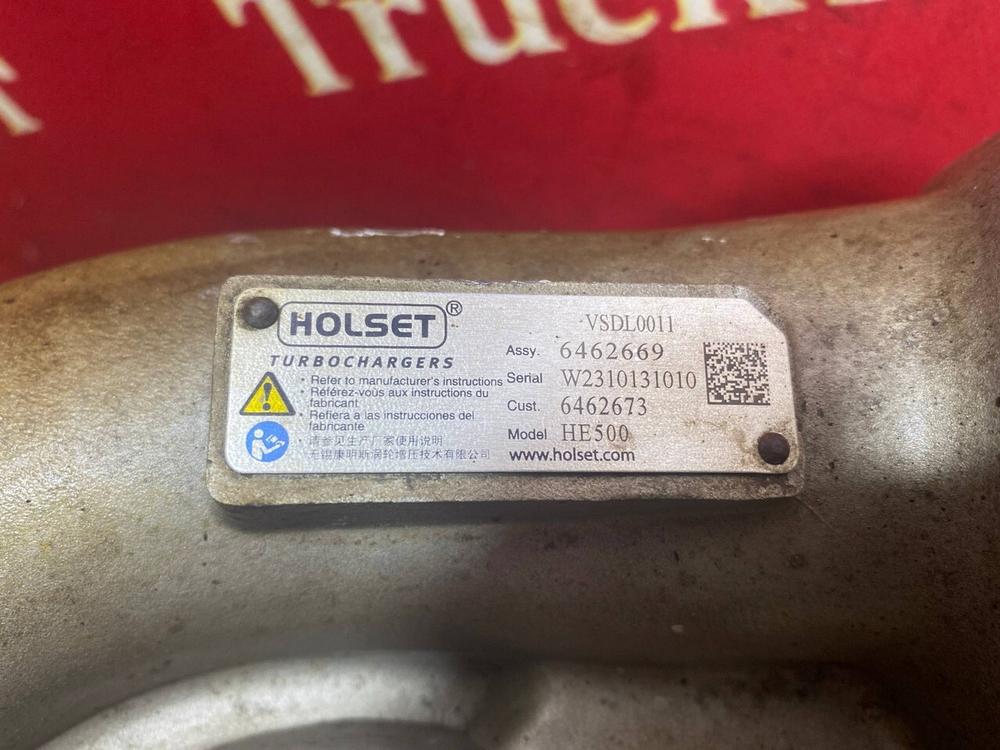 Truck
HOLSET®
TURBOCHARGERS
• Refer to manufacturer's instructions
• Référez-vous aux instructions du
fabricant
• Refiera a las instrucciones del
fabricante
• 请参见生产厂家使用说明
无锡康明斯涡轮增压技术有限公司
VSDL0011
Assy. 6462669
Serial W2310131010
Cust. 6462673
Model HE500
www.holset.com